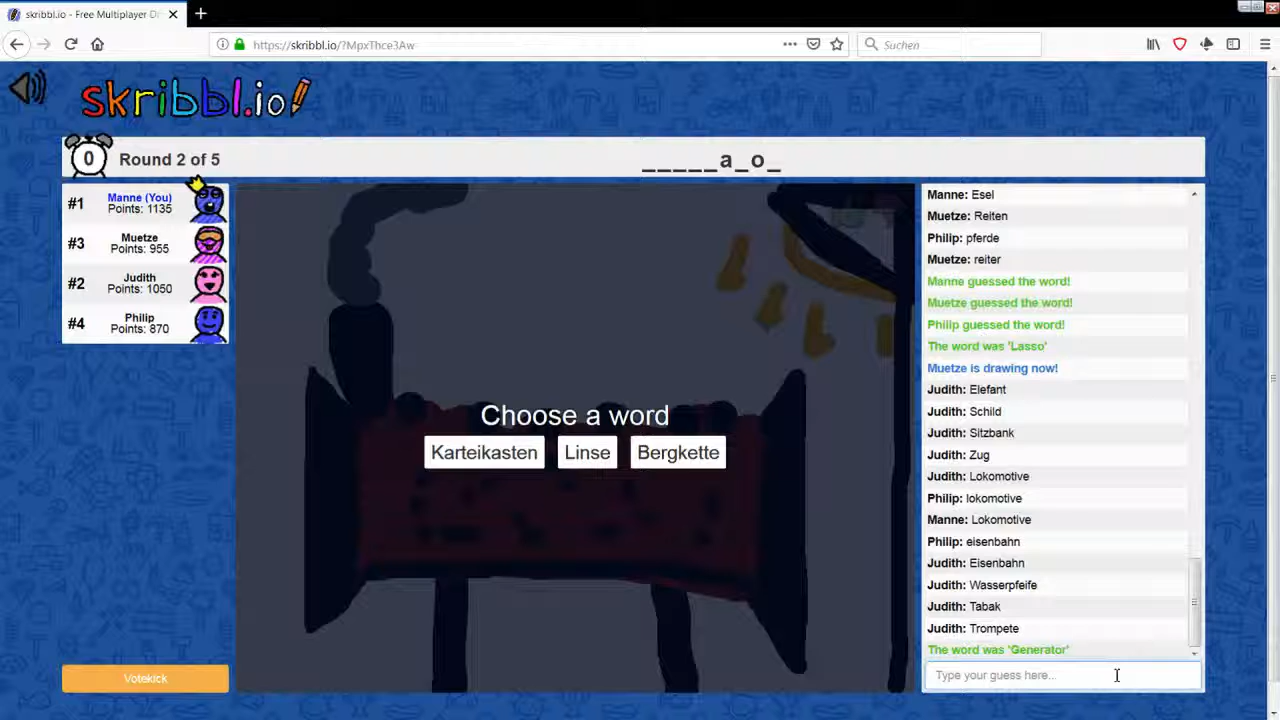 skribbl.io - Free Multiplayer Dr
https://skribbl.io/?MpxThce3Aw
Suchen
skribbl.io
0
Round 2 of 5
_____a_o_
#1
Manne (You)
Points: 1135
#3
Muetze
Points: 955
#2
Judith
Points: 1050
#4
Philip
Points: 870
Votekick
Choose a word
Karteikasten
Linse
Bergkette
Manne: Esel
Muetze: Reiten
Philip: pferde
Muetze: reiter
Manne guessed the word!
Muetze guessed the word!
Philip guessed the word!
The word was 'Lasso'
Muetze is drawing now!
Judith: Elefant
Judith: Schild
Judith: Sitzbank
Judith: Zug
Judith: Lokomotive
Philip: lokomotive
Manne: Lokomotive
Philip: eisenbahn
Judith: Eisenbahn
Judith: Wasserpfeife
Judith: Tabak
Judith: Trompete
The word was 'Generator'
Type your guess here...